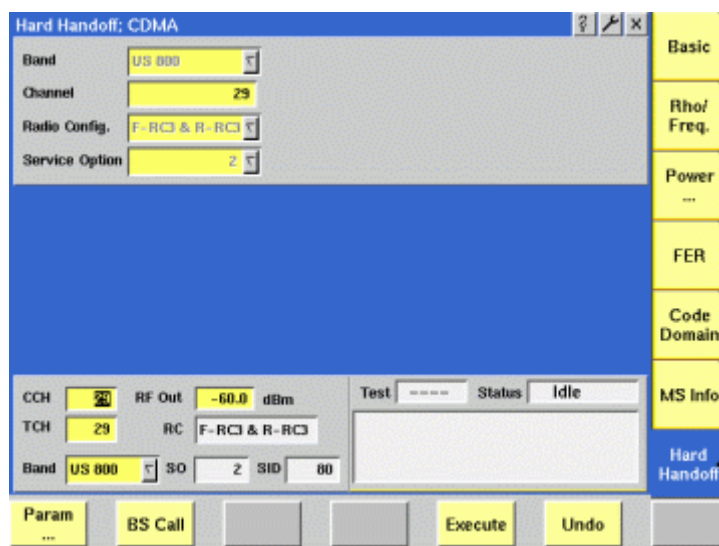 Hard Handoff; CDMA ? ×
Band US 800
Channel 29
Radio Config. F-RC3 & R-RC3
Service Option 2
Basic
Rho/
Freq.
Power
...
FER
Code
Domain
MS Info
Hard
Handoff
CCH 29 RF Out -60.0 dBm
TCH 29 RC F-RC3 & R-RC3
Band US 800 SO 2 SID 80
Test ---- Status Idle
Param
...
BS Call
Execute
Undo